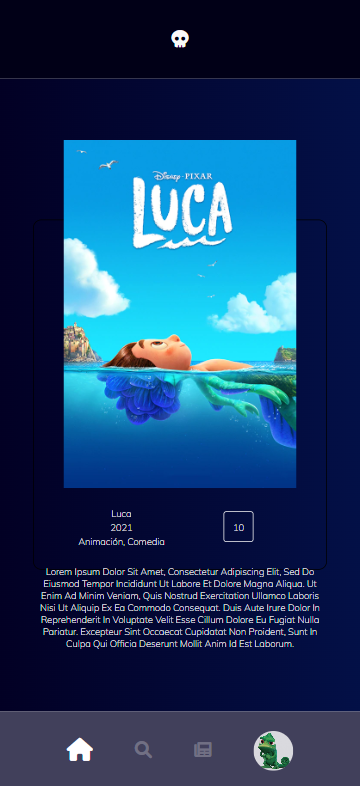 Disney · PIXAR
LUCA
Luca
2021
Animación, Comedia
10
Lorem Ipsum Dolor Sit Amet, Consectetur Adipiscing Elit, Sed Do
Eiusmod Tempor Incididunt Ut Labore Et Dolore Magna Aliqua. Ut
Enim Ad Minim Veniam, Quis Nostrud Exercitation Ullamco Laboris
Nisi Ut Aliquip Ex Ea Commodo Consequat. Duis Aute Irure Dolor In
Reprehenderit In Voluptate Velit Esse Cillum Dolore Eu Fugiat Nulla
Pariatur. Excepteur Sint Occaecat Cupidatat Non Proident, Sunt In
Culpa Qui Officia Deserunt Mollit Anim Id Est Laborum.